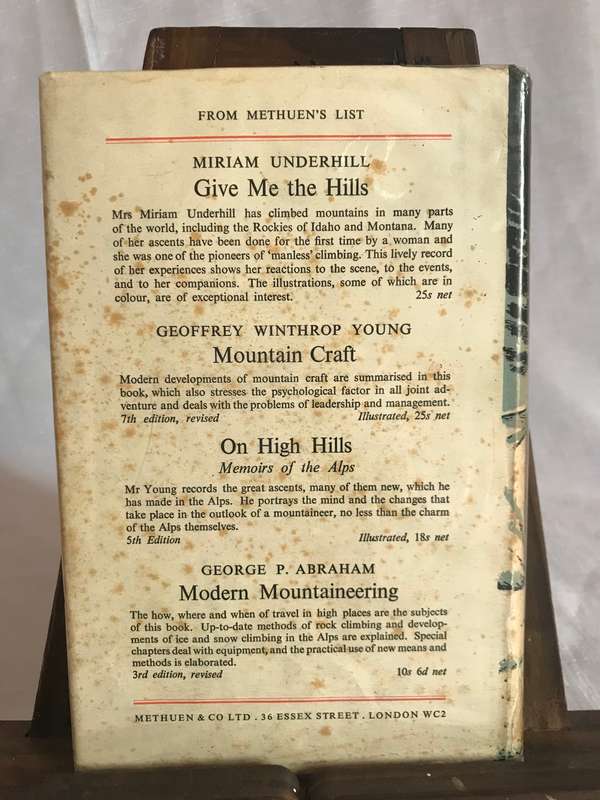 FROM METHUEN'S LIST
MIRIAM UNDERHILL
Give Me the Hills
Mrs Miriam Underhill has climbed mountains in many parts
of the world, including the Rockies of Idaho and Montana. Many
of her ascents have been done for the first time by a woman and
she was one of the pioneers of 'manless' climbing. This lively record
of her experiences shows her reactions to the scene, to the events,
and to her companions. The illustrations, some of which are in
colour, are of exceptional interest. 25s net
GEOFFREY WINTHROP YOUNG
Mountain Craft
Modern developments of mountain craft are summarised in this
book, which also stresses the psychological factor in all joint ad-
venture and deals with the problems of leadership and management.
7th edition, revised Illustrated, 25s net
On High Hills
Memoirs of the Alps
Mr Young records the great ascents, many of them new, which he
has made in the Alps. He portrays the mind and the changes that
take place in the outlook of a mountaineer, no less than the charm
of the Alps themselves.
5th Edition Illustrated, 18s net
GEORGE P. ABRAHAM
Modern Mountaineering
The how, where and when of travel in high places are the subjects
of this book. Up-to-date methods of rock climbing and develop-
ments of ice and snow climbing in the Alps are explained. Special
chapters deal with equipment, and the practical use of new means and
methods is elaborated.
3rd edition, revised 10s 6d net
METHUEN & CO LTD . 36 ESSEX STREET . LONDON WC2